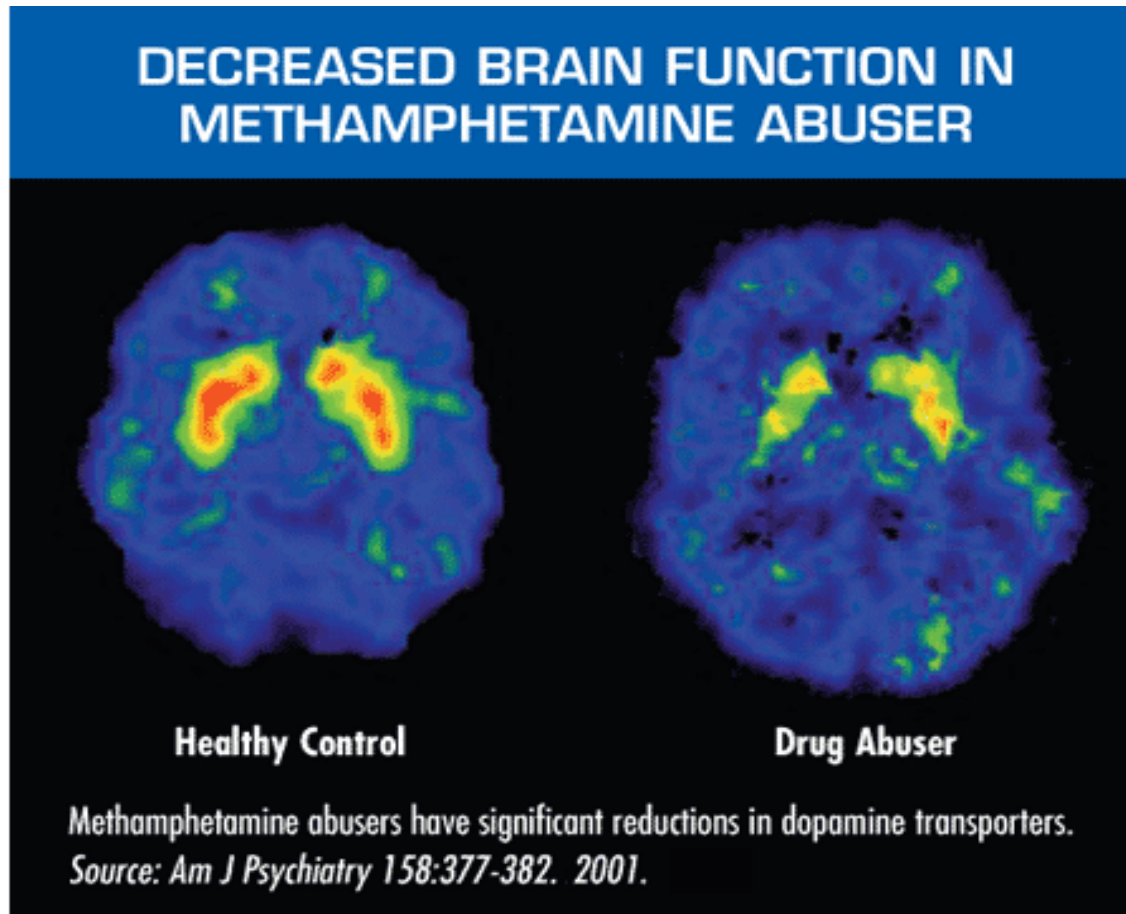 DECREASED BRAIN FUNCTION IN
METHAMPHETAMINE ABUSER
Healthy Control
Drug Abuser
Methamphetamine abusers have significant reductions in dopamine transporters.
Source: Am J Psychiatry 158:377-382. 2001.